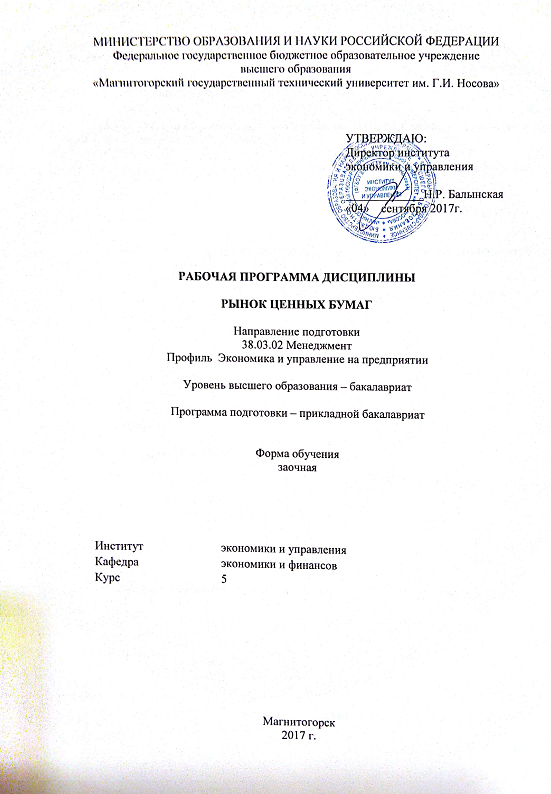 МИНИСТЕРСТВО ОБРАЗОВАНИЯ И НАУКИ РОССИЙСКОЙ ФЕДЕРАЦИИ
Федеральное государственное бюджетное образовательное учреждение
высшего образования
«Магнитогорский государственный технический университет им. Г.И. Носова»
УТВЕРЖДАЮ:
Директор института
экономики и управления
Н.Р. Балынская
«04» сентября 2017г.
ИНСТИТУТ
ЭКОНОМИКИ
И УПРАВЛЕНИЯ
РАБОЧАЯ ПРОГРАММА ДИСЦИПЛИНЫ
РЫНОК ЦЕННЫХ БУМАГ
Направление подготовки
38.03.02 Менеджмент
Профиль Экономика и управление на предприятии
Уровень высшего образования – бакалавриат
Программа подготовки – прикладной бакалавриат
Форма обучения
заочная
Институт экономики и управления
Кафедра экономики и финансов
Курс 5
Магнитогорск
2017 г.